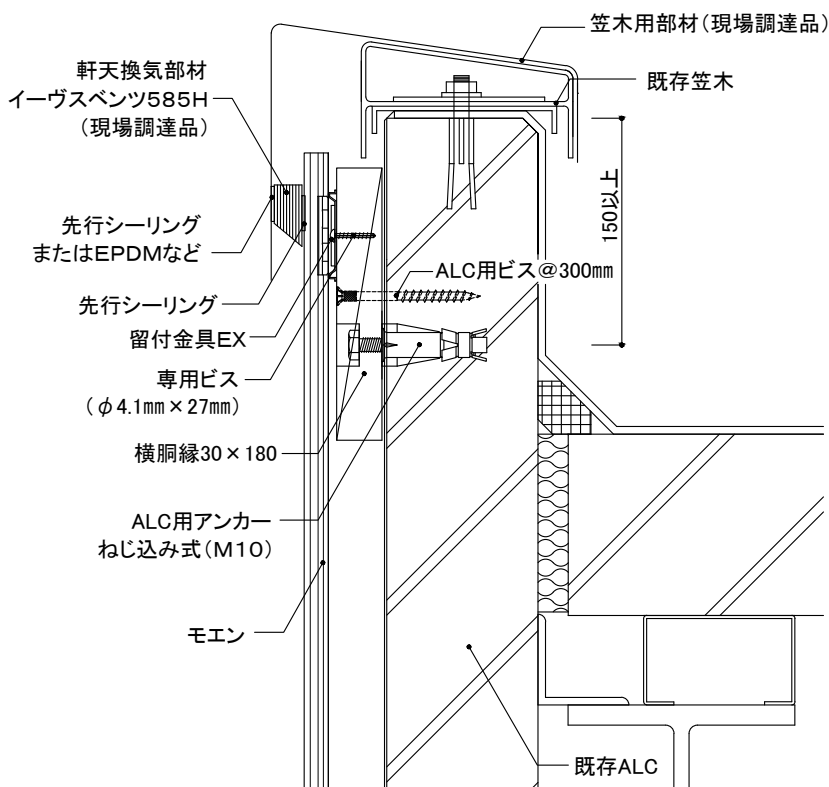 笠木用部材(現場調達品)
軒天換気部材
イーヴスベンツ585H
(現場調達品)
既存笠木
150以上
先行シーリング
またはEPDMなど
ALC用ビス@300mm
先行シーリング
留付金具EX
専用ビス
(φ4.1mm×27mm)
横胴縁30×180
ALC用アンカー
ねじ込み式(M10)
モエン
既存ALC